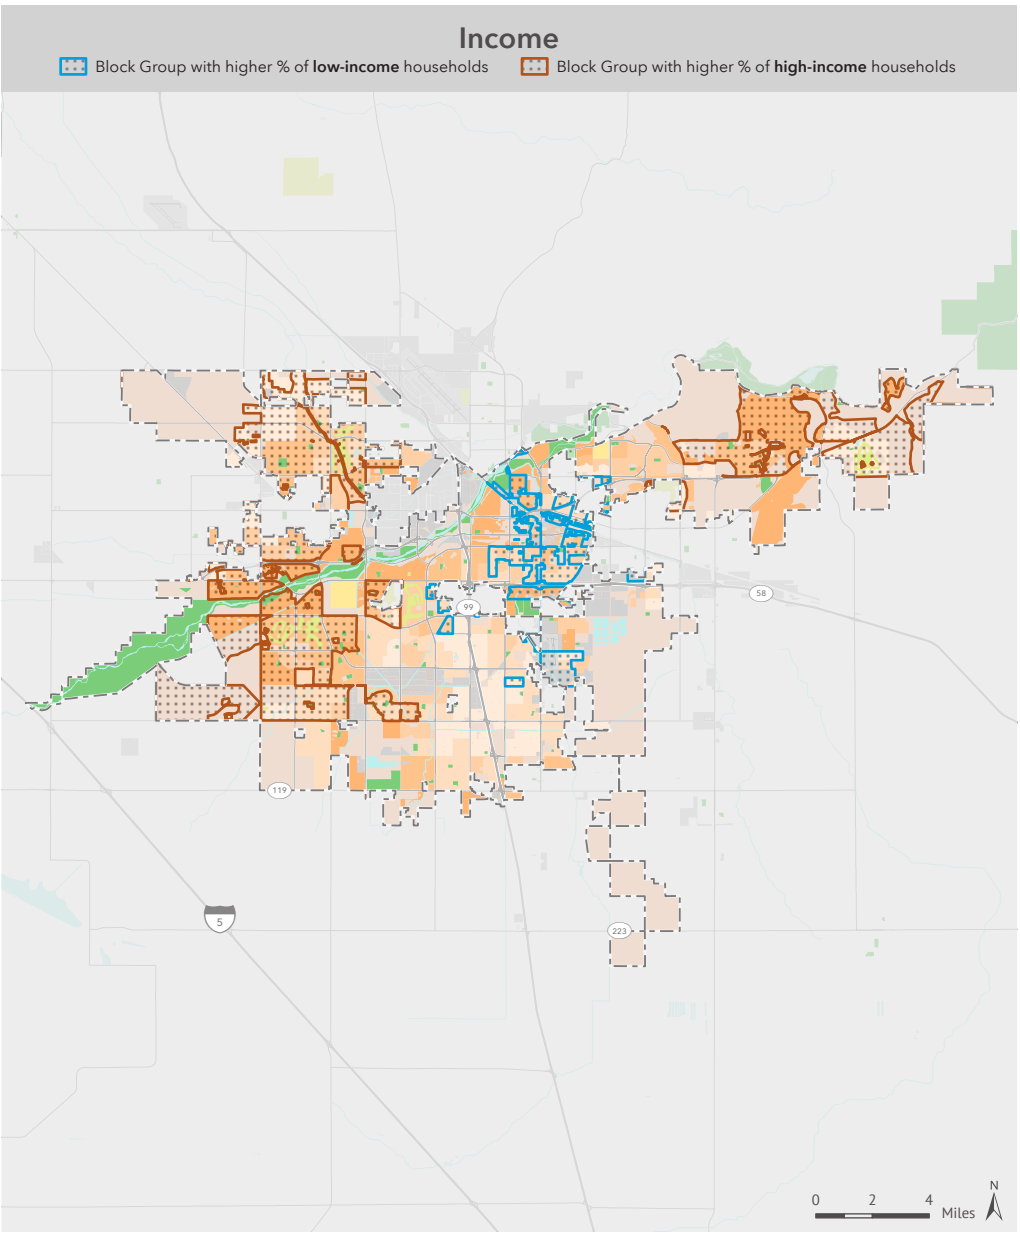 Income
Block Group with higher % of low-income households
Block Group with higher % of high-income households
99
58
119
5
223
0 2 4
Miles
N